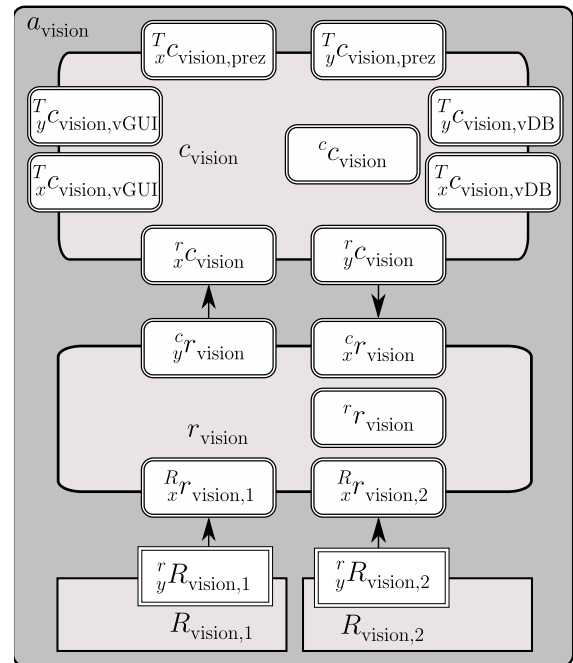 a_vision
^T_x c_vision,prez ^T_y c_vision,prez
^T_y c_vision,vGUI ^T_y c_vision,vDB
c_vision ^c c_vision
^T_x c_vision,vGUI ^T_x c_vision,vDB
^r_x c_vision ^r_y c_vision
^c_y r_vision ^c_x r_vision
^r r_vision
r_vision
^R_x r_vision,1 ^R_x r_vision,2
^r_y R_vision,1 ^r_y R_vision,2
R_vision,1 R_vision,2